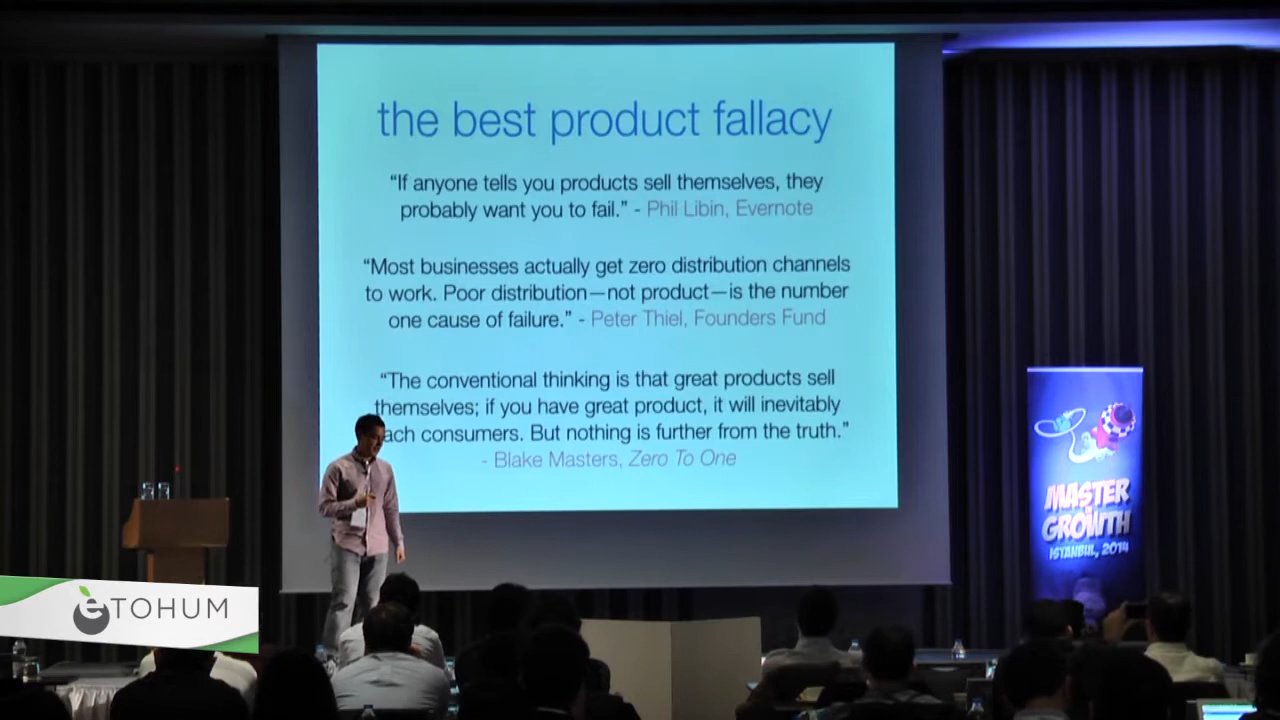 the best product fallacy
“If anyone tells you products sell themselves, they
probably want you to fail.” - Phil Libin, Evernote
“Most businesses actually get zero distribution channels
to work. Poor distribution—not product—is the number
one cause of failure.” - Peter Thiel, Founders Fund
“The conventional thinking is that great products sell
themselves; if you have great product, it will inevitably
ach consumers. But nothing is further from the truth.”
- Blake Masters, Zero To One
MASTER
GROWTH
ISTANBUL, 2014
eTOHUM